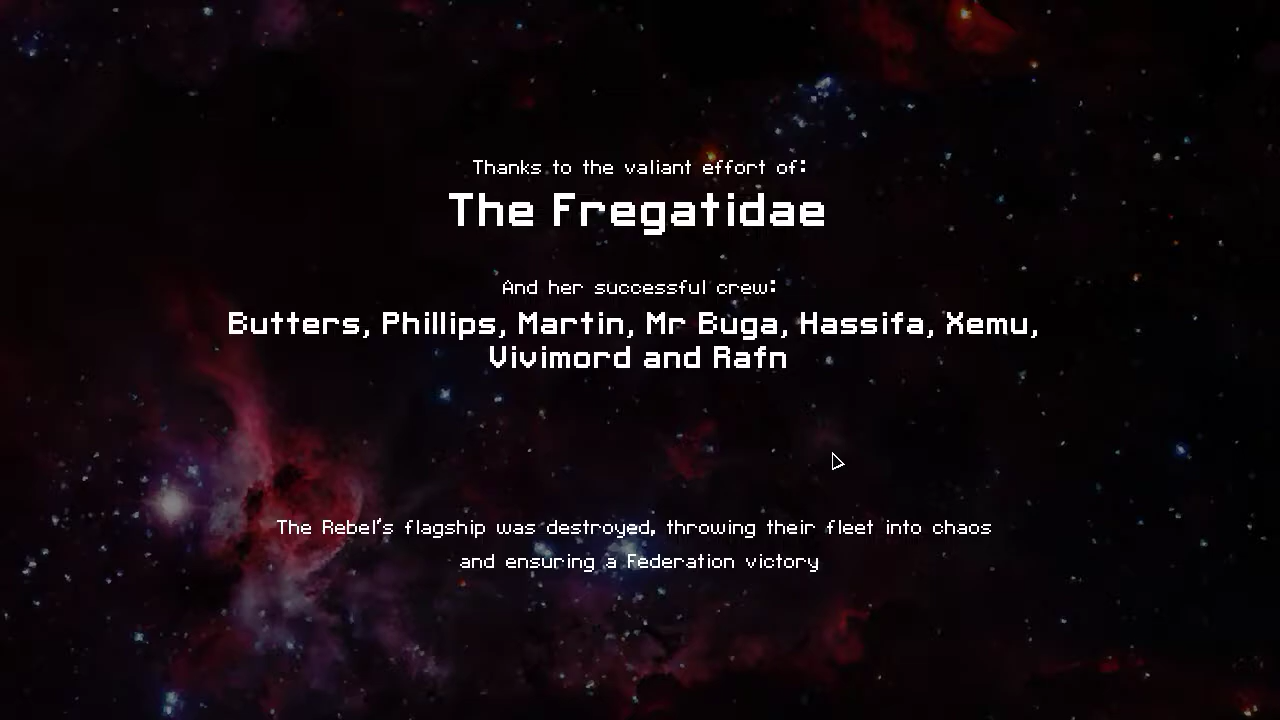 Thanks to the valiant effort of:
The Fregatidae
And her successful crew:
Butters, Phillips, Martin, Mr Buga, Hassifa, Xemu,
Vivimord and Rafn
The Rebel's flagship was destroyed, throwing their fleet into chaos
and ensuring a Federation victory